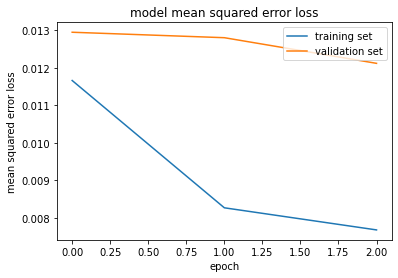 model mean squared error loss
training set
validation set
mean squared error loss
0.013
0.012
0.011
0.010
0.009
0.008
0.00 0.25 0.50 0.75 1.00 1.25 1.50 1.75 2.00
epoch